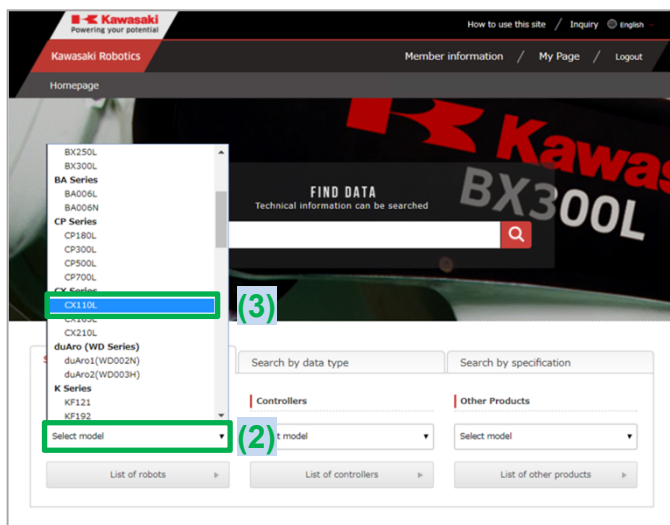 Kawasaki
Powering your potential
How to use this site / Inquiry English
Kawasaki Robotics
Member information / My Page / Logout
Homepage
Kawas
BX300L
FIND DATA
Technical information can be searched
BX250L
BX300L
BA Series
BA006L
BA006N
CP Series
CP180L
CP300L
CP500L
CP700L
CX Series
CX110L
(3)
CX165L
CX210L
duAro (WD Series)
duAro1(WD002N)
duAro2(WD003H)
K Series
KF121
KF192
Search by data type
Search by specification
Controllers
Other Products
Select model
(2)
t model
Select model
List of robots
List of controllers
List of other products